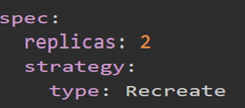 spec:
  replicas: 2
  strategy:
    type: Recreate